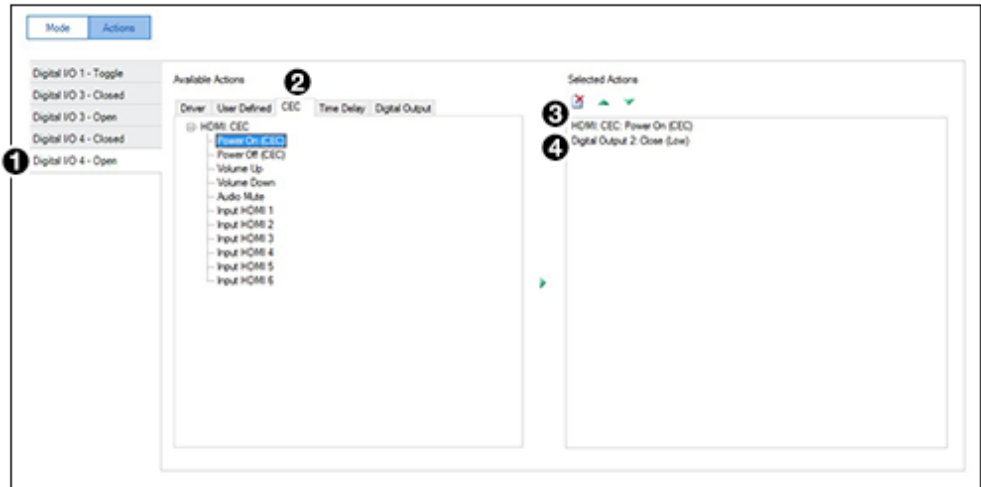 Mode Actions
Digital I/O 1 - Toggle
Digital I/O 3 - Closed
Digital I/O 3 - Open
Digital I/O 4 - Closed
1 Digital I/O 4 - Open
Available Actions
2
Driver User Defined CEC Time Delay Digital Output
HDMI: CEC
Power On (CEC)
Power Off (CEC)
Volume Up
Volume Down
Audio Mute
Input HDMI 1
Input HDMI 2
Input HDMI 3
Input HDMI 4
Input HDMI 5
Input HDMI 6
Selected Actions
3 HDMI: CEC: Power On (CEC)
4 Digital Output 2: Close (Low)